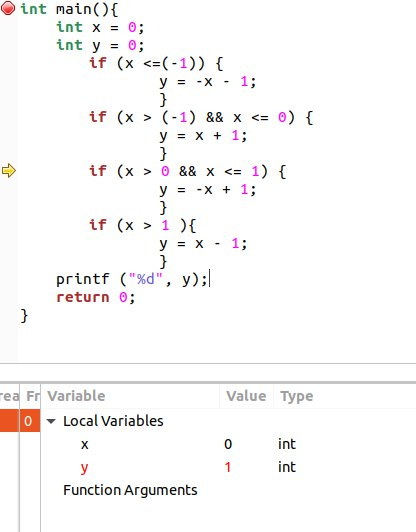 int main(){
int x = 0;
int y = 0;
if (x <=(-1)) {
y = -x - 1;
}
if (x > (-1) && x <= 0) {
y = x + 1;
}
if (x > 0 && x <= 1) {
y = -x + 1;
}
if (x > 1 ){
y = x - 1;
}
printf ("%d", y);
return 0;
}
rea Fr Variable Value Type
0 Local Variables
x 0 int
y 1 int
Function Arguments